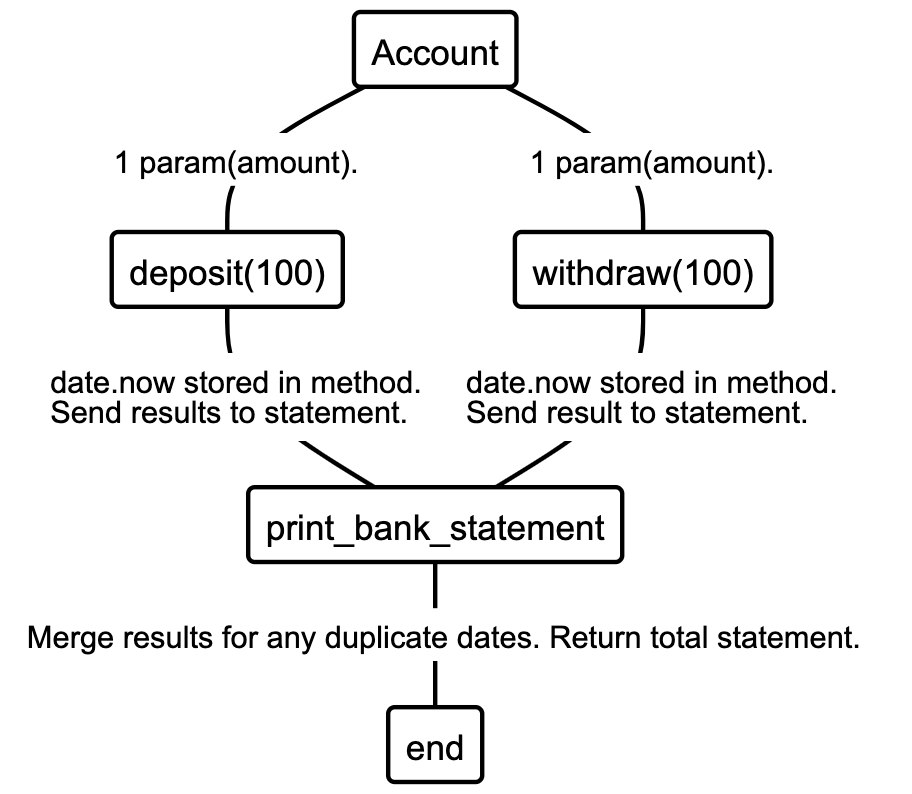 Account
1 param(amount).
1 param(amount).
deposit(100)
withdraw(100)
date.now stored in method.
Send results to statement.
date.now stored in method.
Send result to statement.
print_bank_statement
Merge results for any duplicate dates. Return total statement.
end